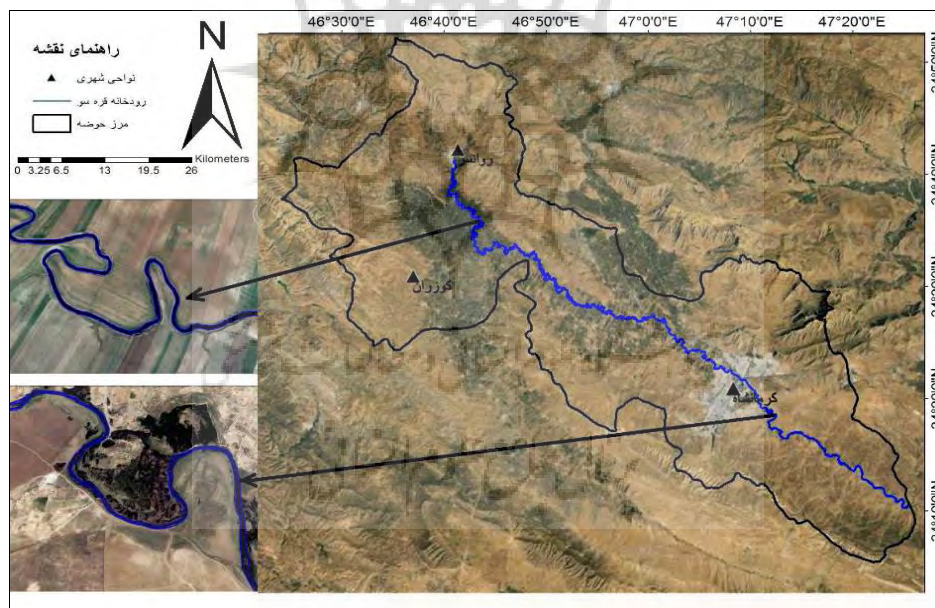 46°30'0"E 46°40'0"E 46°50'0"E 47°0'0"E 47°10'0"E 47°20'0"E
N
راهنمای نقشه
نواحی شهری
رودخانه قره سو
مرز حوضه
Kilometers
0 3.25 6.5 13 19.5 26
روانسر
کوزران
کرمانشاه